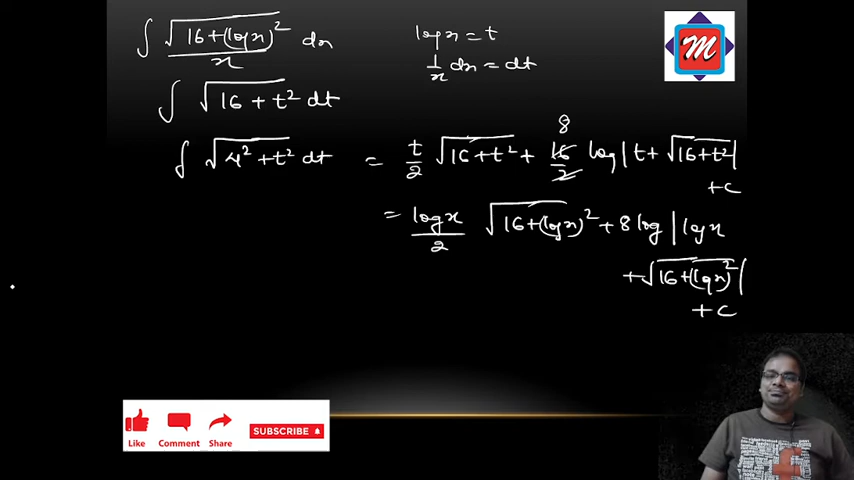 ∫ √(16+(log x)²) / x dx
log x = t
1/x dx = dt
∫ √(16 + t²) dt
∫ √(4² + t²) dt = t/2 √(16+t²) + 16/2 8 log | t + √(16+t²) | + c
= log x / 2 √(16+(log x)²) + 8 log | log x
+ √(16+(log x)²) |
+ c
M
Like Comment Share SUBSCRIBE